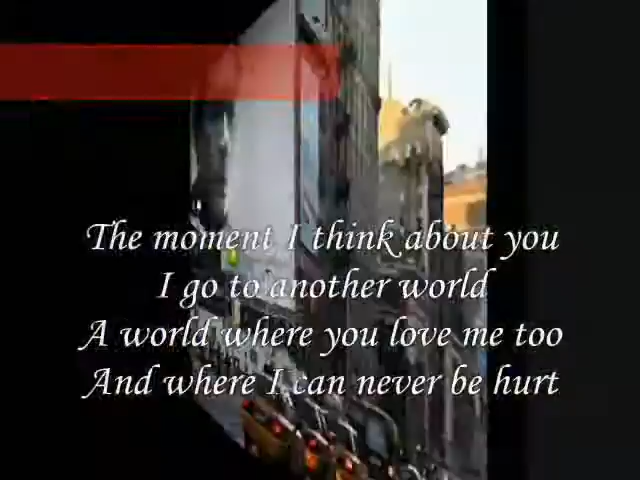 The moment I think about you
I go to another world
A world where you love me too
And where I can never be hurt